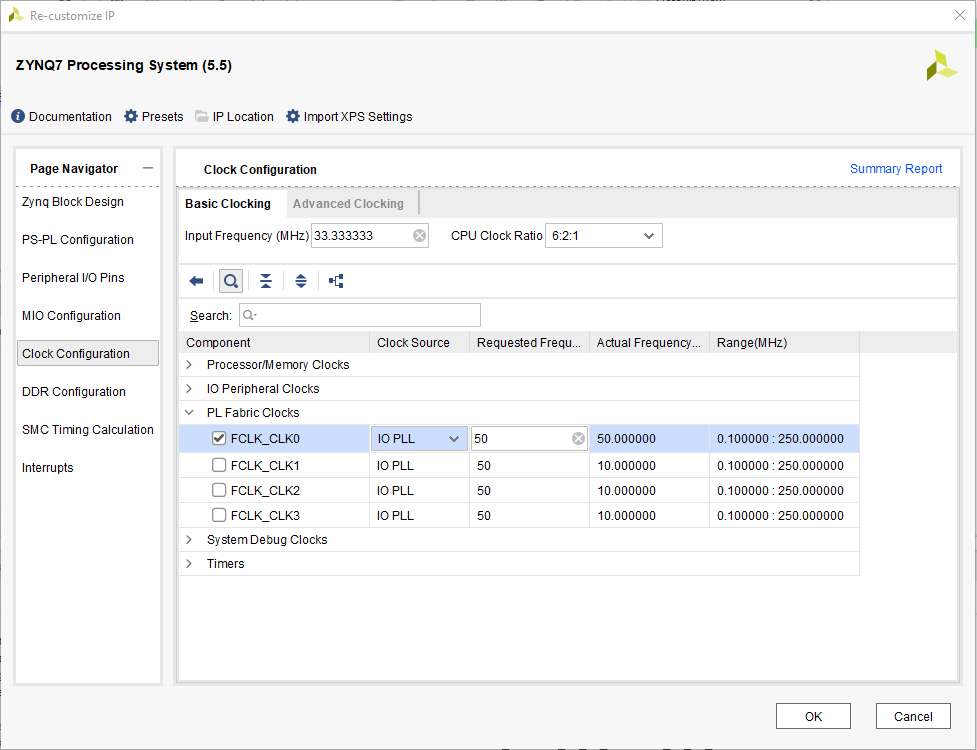 Re-customize IP
ZYNQ7 Processing System (5.5)
Documentation Presets IP Location Import XPS Settings
Page Navigator
Zynq Block Design
PS-PL Configuration
Peripheral I/O Pins
MIO Configuration
Clock Configuration
DDR Configuration
SMC Timing Calculation
Interrupts
Clock Configuration Summary Report
Basic Clocking Advanced Clocking
Input Frequency (MHz) 33.333333 CPU Clock Ratio 6:2:1
Search:
Component Clock Source Requested Frequ... Actual Frequency... Range(MHz)
Processor/Memory Clocks
IO Peripheral Clocks
PL Fabric Clocks
FCLK_CLK0 IO PLL 50 50.000000 0.100000 : 250.000000
FCLK_CLK1 IO PLL 50 10.000000 0.100000 : 250.000000
FCLK_CLK2 IO PLL 50 10.000000 0.100000 : 250.000000
FCLK_CLK3 IO PLL 50 10.000000 0.100000 : 250.000000
System Debug Clocks
Timers
OK Cancel